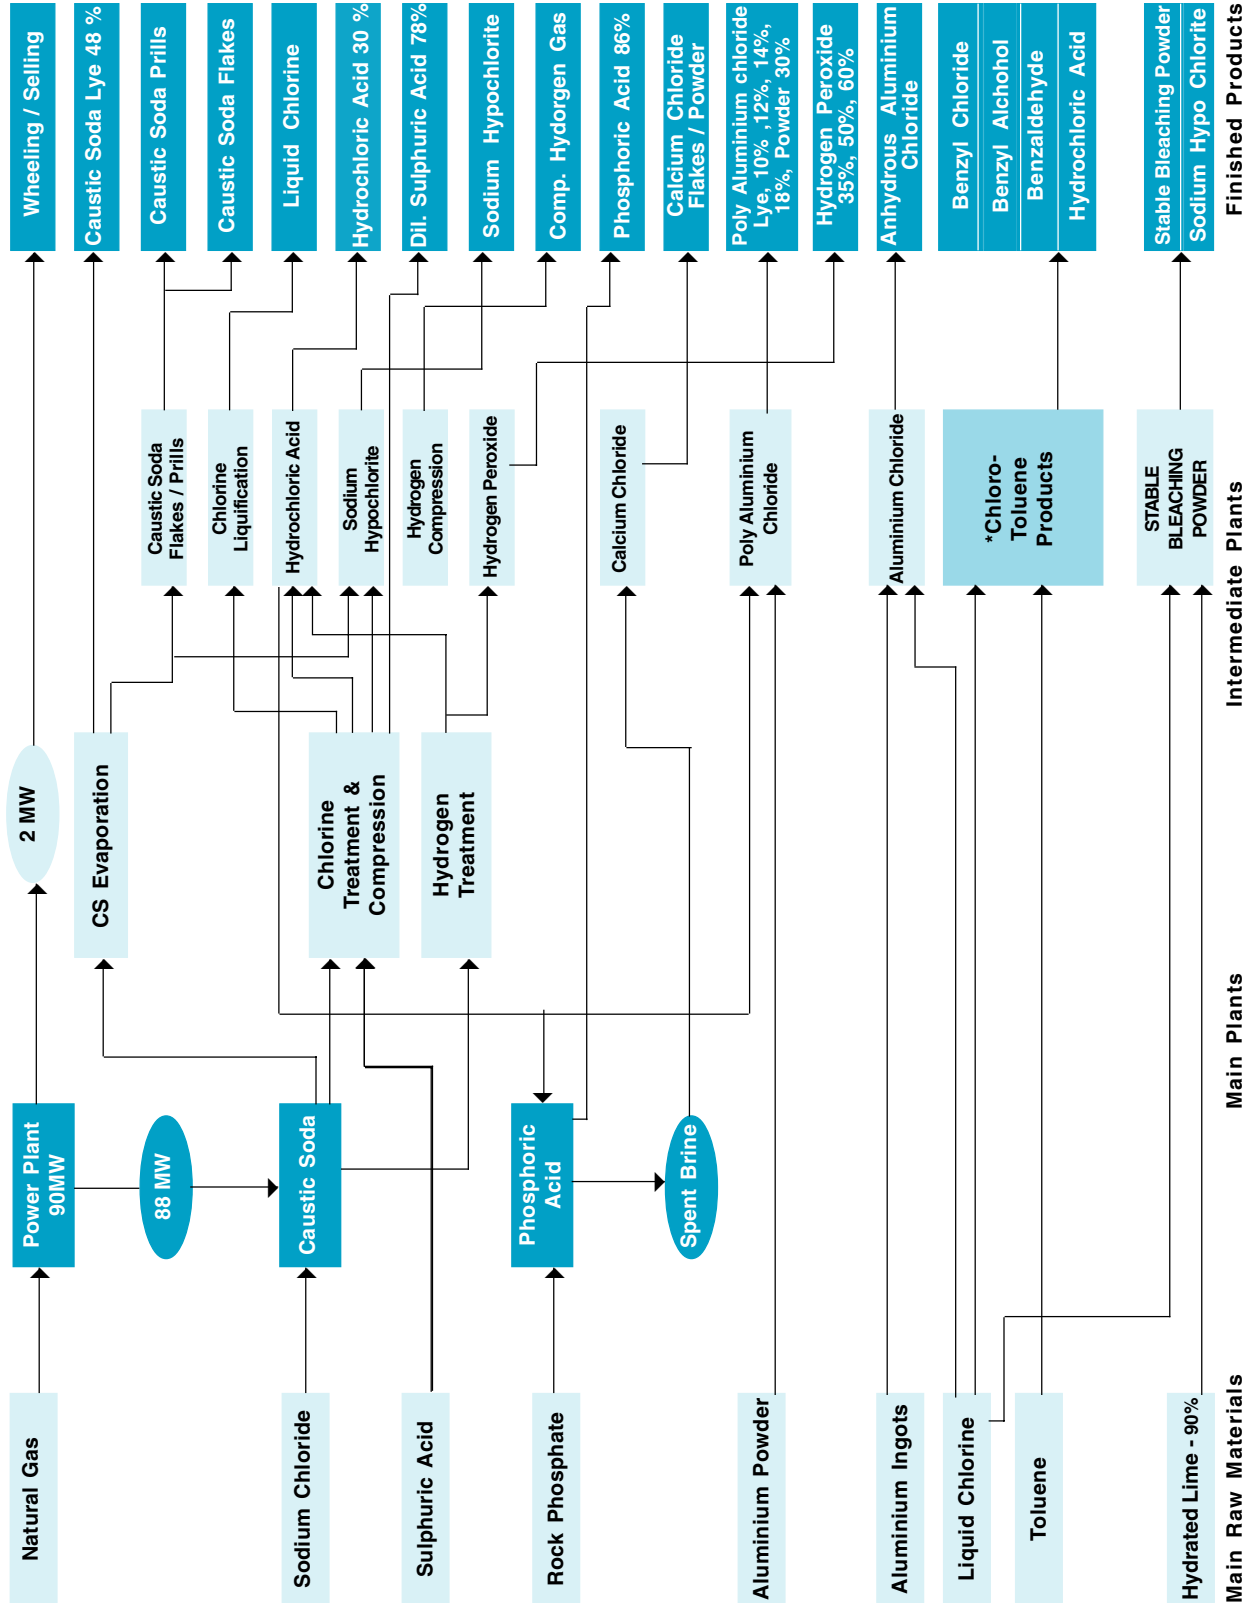 Natural Gas
Sodium Chloride
Sulphuric Acid
Rock Phosphate
Aluminium Powder
Aluminium Ingots
Liquid Chlorine
Toluene
Hydrated Lime - 90%
Main Raw Materials
Power Plant
90MW
88 MW
Caustic Soda
Phosphoric
Acid
Spent Brine
Main Plants
2 MW
CS Evaporation
Chlorine
Treatment &
Compression
Hydrogen
Treatment
Caustic Soda
Flakes / Prills
Chlorine
Liquification
Hydrochloric Acid
Sodium
Hypochlorite
Hydrogen
Compression
Hydrogen Peroxide
Calcium Chloride
Poly Aluminium
Chloride
Aluminium Chloride
*Chloro-
Toluene
Products
STABLE
BLEACHING
POWDER
Intermediate Plants
Wheeling / Selling
Caustic Soda Lye 48 %
Caustic Soda Prills
Caustic Soda Flakes
Liquid Chlorine
Hydrochloric Acid 30 %
Dil. Sulphuric Acid 78%
Sodium Hypochlorite
Comp. Hydorgen Gas
Phosphoric Acid 86%
Calcium Chloride
Flakes / Powder
Poly Aluminium chloride
Lye, 10% ,12%, 14%,
18%, Powder 30%
Hydrogen Peroxide
35%, 50%, 60%
Anhydrous Aluminium
Chloride
Benzyl Chloride
Benzyl Alchohol
Benzaldehyde
Hydrochloric Acid
Stable Bleaching Powder
Sodium Hypo Chlorite
Finished Products